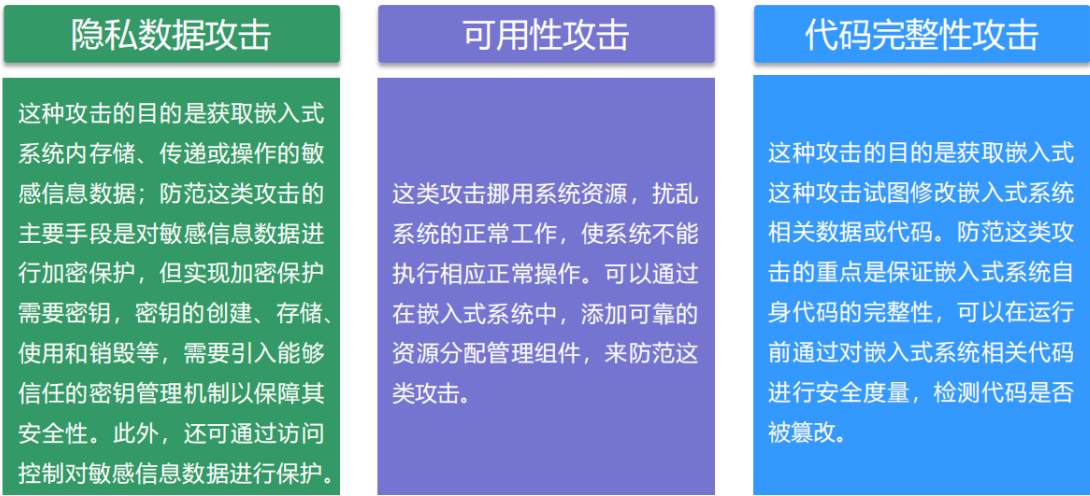 隐私数据攻击
这种攻击的目的是获取嵌入式
系统内存储、传递或操作的敏
感信息数据；防范这类攻击的
主要手段是对敏感信息数据进
行加密保护，但实现加密保护
需要密钥，密钥的创建、存储、
使用和销毁等，需要引入能够
信任的密钥管理机制以保障其
安全性。此外，还可通过访问
控制对敏感信息数据进行保护。
可用性攻击
这类攻击挪用系统资源，扰乱
系统的正常工作，使系统不能
执行相应正常操作。可以通过
在嵌入式系统中，添加可靠的
资源分配管理组件，来防范这
类攻击。
代码完整性攻击
这种攻击的目的是获取嵌入式
这种攻击试图修改嵌入式系统
相关数据或代码。防范这类攻
击的重点是保证嵌入式系统自
身代码的完整性，可以在运行
前通过对嵌入式系统相关代码
进行安全度量，检测代码是否
被篡改。